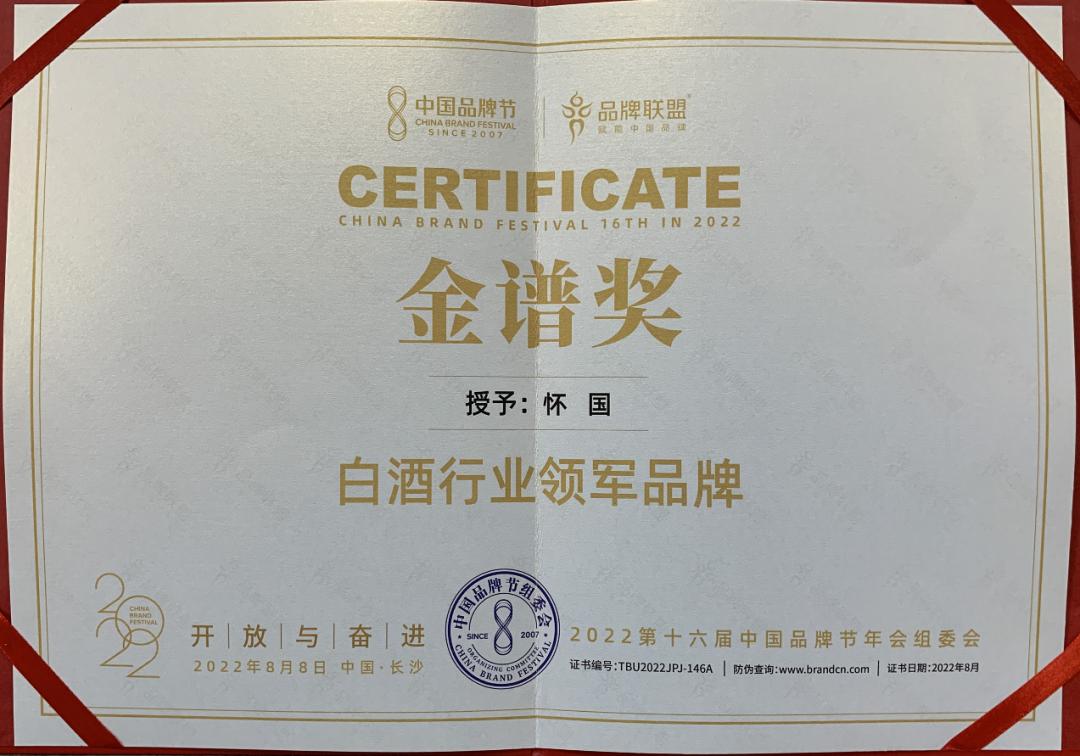 中国品牌节
CHINA BRAND FESTIVAL
SINCE 2007
品牌联盟®
赋能中国品牌
CERTIFICATE
CHINA BRAND FESTIVAL 16TH IN 2022
金谱奖
授予：怀 国
白酒行业领军品牌
2022
CHINA
BRAND
FESTIVAL
开|放|与|奋|进
2022年8月8日 中国·长沙
中国品牌节组委会
SINCE 2007
ORGANIZING COMMITTEE
CHINA BRAND FESTIVAL
2022第十六届中国品牌节年会组委会
证书编号：TBU2022JPJ-146A | 防伪查询：www.brandcn.com | 证书日期：2022年8月